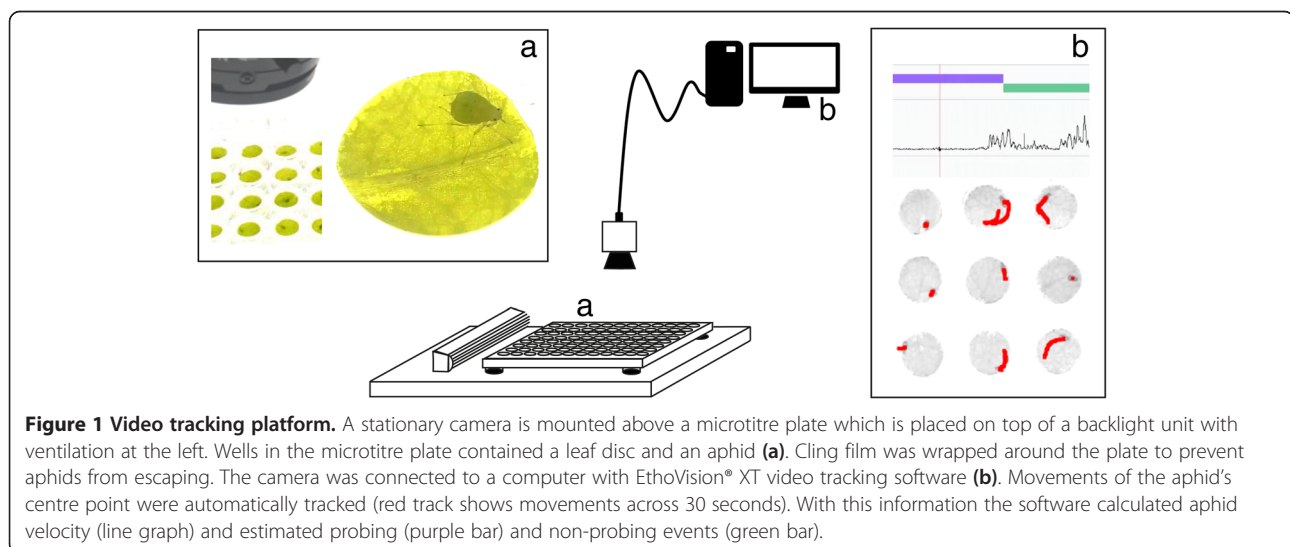 a
b
b
a
Figure 1 Video tracking platform. A stationary camera is mounted above a microtitre plate which is placed on top of a backlight unit with
ventilation at the left. Wells in the microtitre plate contained a leaf disc and an aphid (a). Cling film was wrapped around the plate to prevent
aphids from escaping. The camera was connected to a computer with EthoVision® XT video tracking software (b). Movements of the aphid's
centre point were automatically tracked (red track shows movements across 30 seconds). With this information the software calculated aphid
velocity (line graph) and estimated probing (purple bar) and non-probing events (green bar).